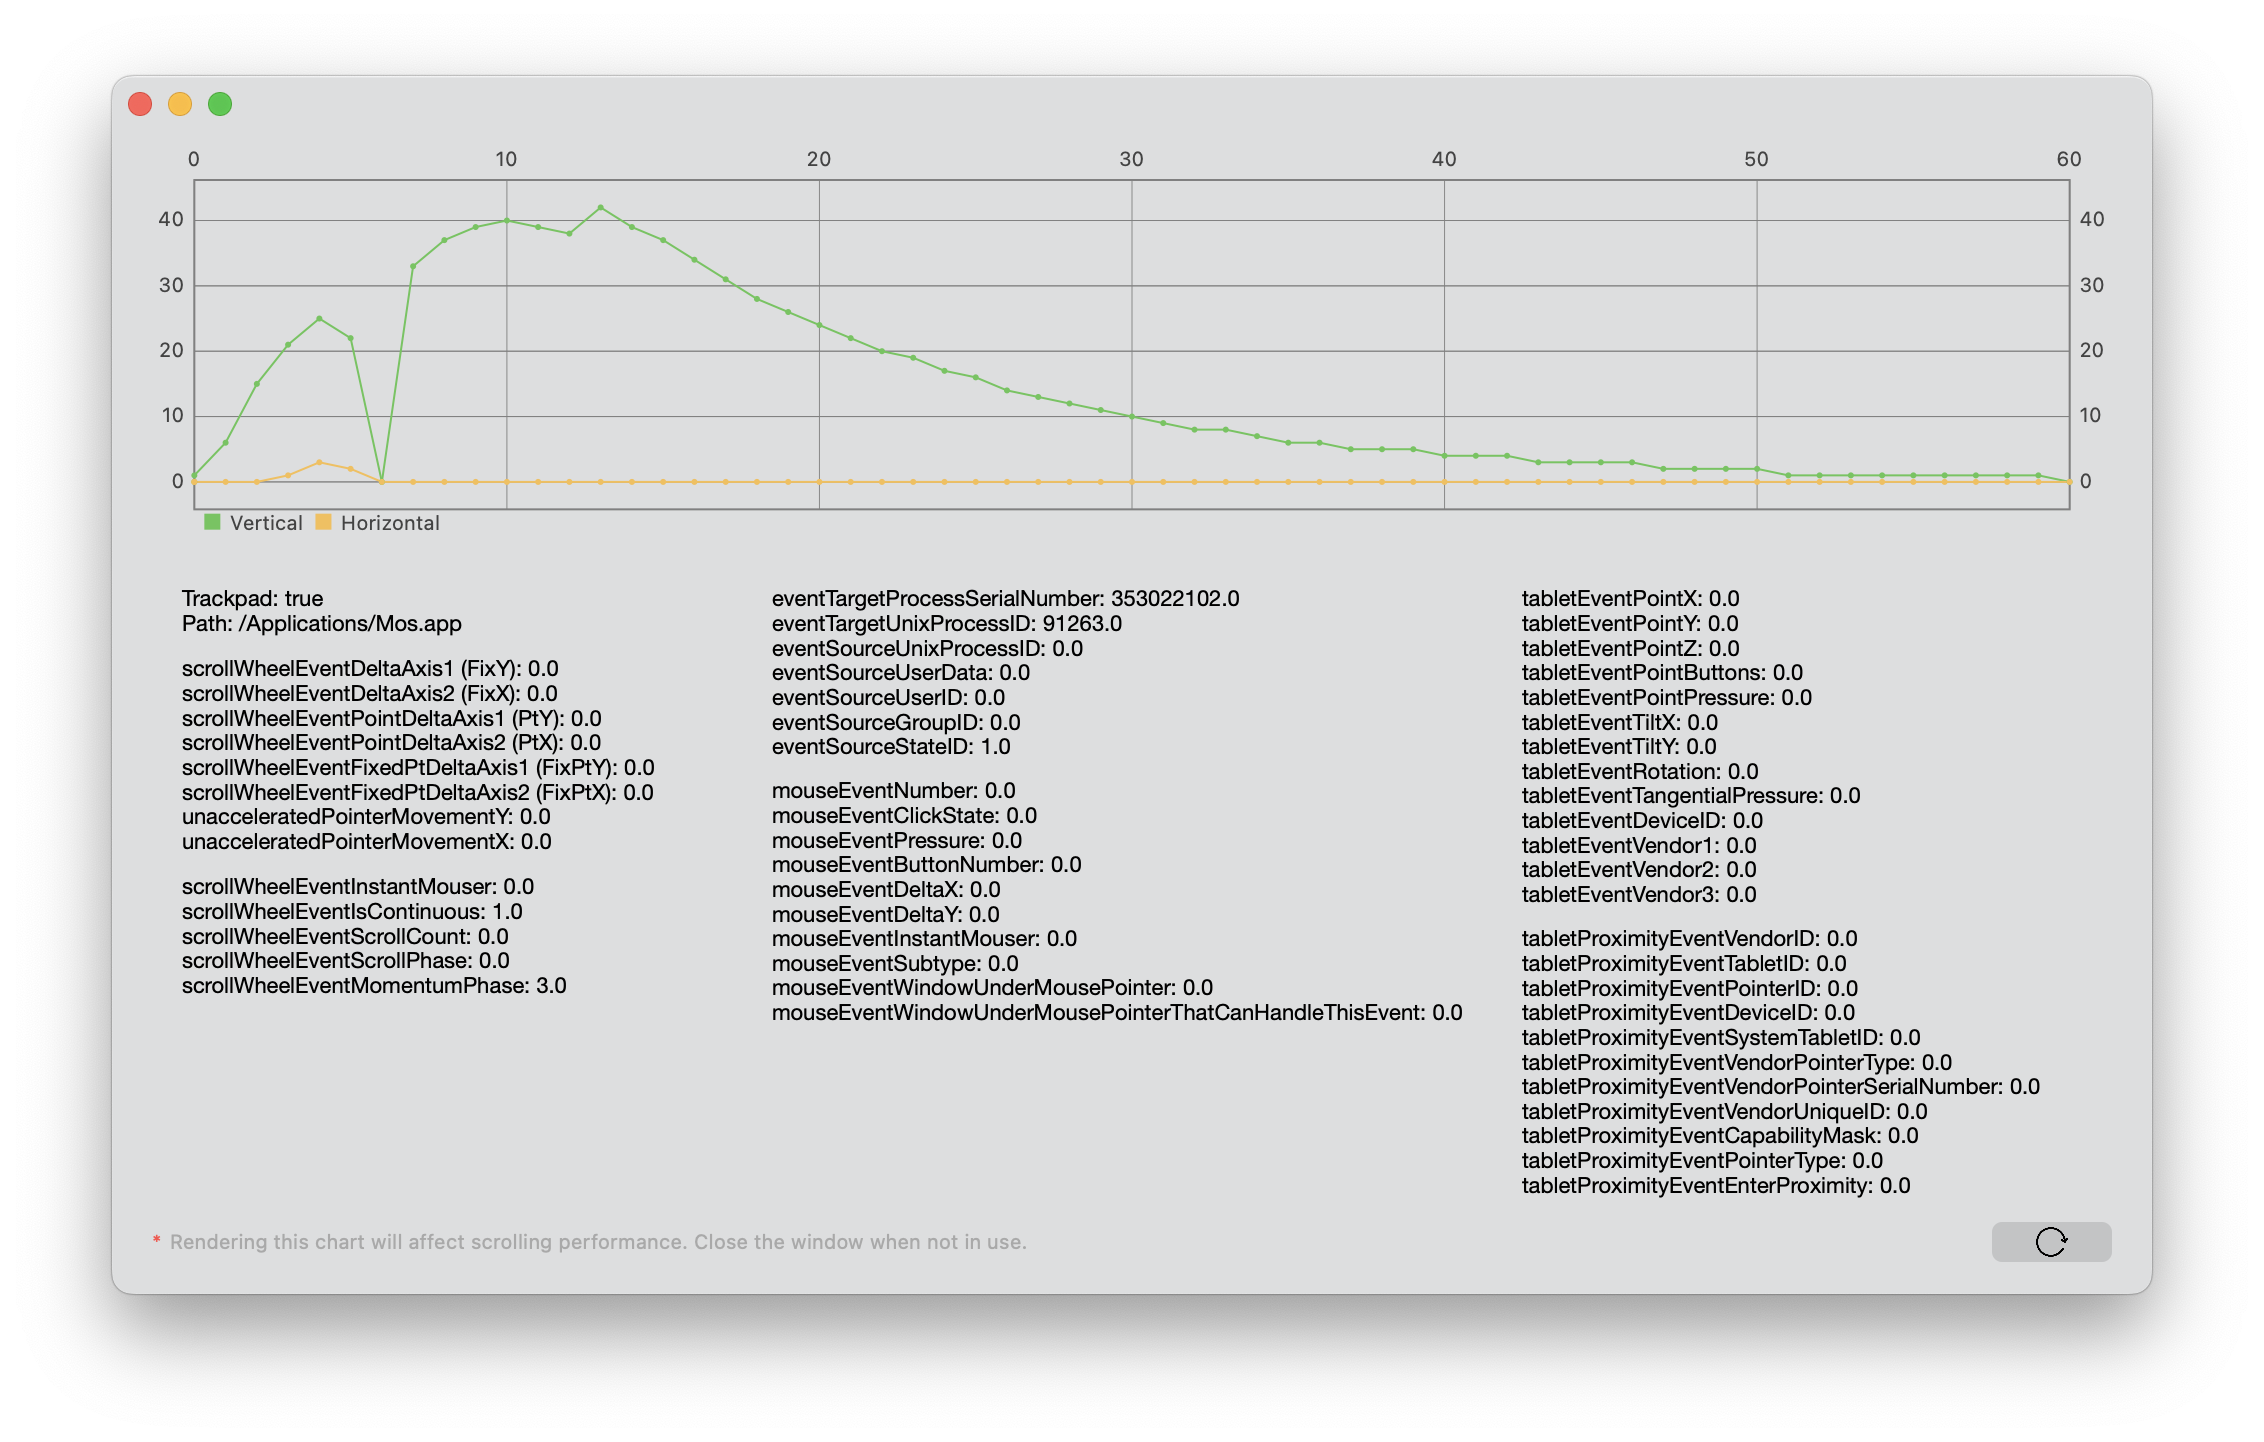 0 10 20 30 40 50 60
40 40
30 30
20 20
10 10
0 0
Vertical Horizontal
Trackpad: true
Path: /Applications/Mos.app
scrollWheelEventDeltaAxis1 (FixY): 0.0
scrollWheelEventDeltaAxis2 (FixX): 0.0
scrollWheelEventPointDeltaAxis1 (PtY): 0.0
scrollWheelEventPointDeltaAxis2 (PtX): 0.0
scrollWheelEventFixedPtDeltaAxis1 (FixPtY): 0.0
scrollWheelEventFixedPtDeltaAxis2 (FixPtX): 0.0
unacceleratedPointerMovementY: 0.0
unacceleratedPointerMovementX: 0.0
scrollWheelEventInstantMouser: 0.0
scrollWheelEventIsContinuous: 1.0
scrollWheelEventScrollCount: 0.0
scrollWheelEventScrollPhase: 0.0
scrollWheelEventMomentumPhase: 3.0
eventTargetProcessSerialNumber: 353022102.0
eventTargetUnixProcessID: 91263.0
eventSourceUnixProcessID: 0.0
eventSourceUserData: 0.0
eventSourceUserID: 0.0
eventSourceGroupID: 0.0
eventSourceStateID: 1.0
mouseEventNumber: 0.0
mouseEventClickState: 0.0
mouseEventPressure: 0.0
mouseEventButtonNumber: 0.0
mouseEventDeltaX: 0.0
mouseEventDeltaY: 0.0
mouseEventInstantMouser: 0.0
mouseEventSubtype: 0.0
mouseEventWindowUnderMousePointer: 0.0
mouseEventWindowUnderMousePointerThatCanHandleThisEvent: 0.0
tabletEventPointX: 0.0
tabletEventPointY: 0.0
tabletEventPointZ: 0.0
tabletEventPointButtons: 0.0
tabletEventPointPressure: 0.0
tabletEventTiltX: 0.0
tabletEventTiltY: 0.0
tabletEventRotation: 0.0
tabletEventTangentialPressure: 0.0
tabletEventDeviceID: 0.0
tabletEventVendor1: 0.0
tabletEventVendor2: 0.0
tabletEventVendor3: 0.0
tabletProximityEventVendorID: 0.0
tabletProximityEventTabletID: 0.0
tabletProximityEventPointerID: 0.0
tabletProximityEventDeviceID: 0.0
tabletProximityEventSystemTabletID: 0.0
tabletProximityEventVendorPointerType: 0.0
tabletProximityEventVendorPointerSerialNumber: 0.0
tabletProximityEventVendorUniqueID: 0.0
tabletProximityEventCapabilityMask: 0.0
tabletProximityEventPointerType: 0.0
tabletProximityEventEnterProximity: 0.0
* Rendering this chart will affect scrolling performance. Close the window when not in use.